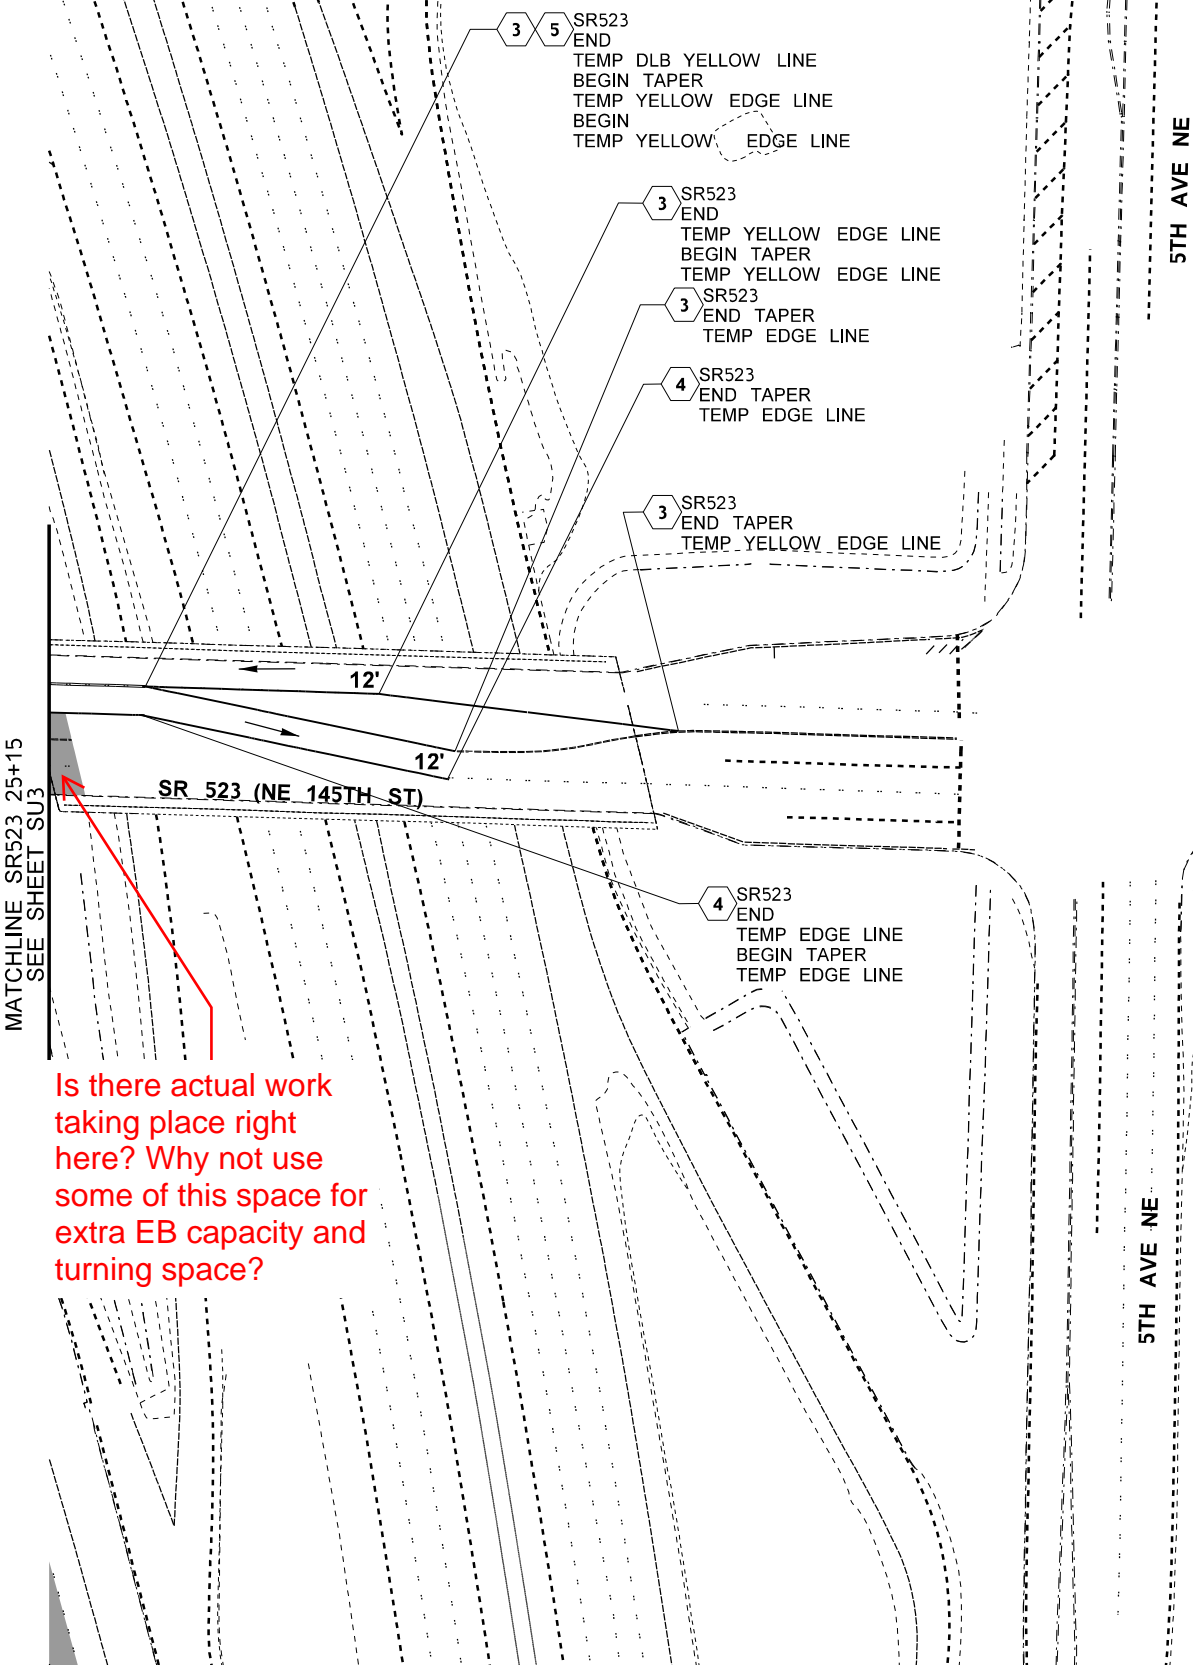 3 5 SR523
END
TEMP DLB YELLOW LINE
BEGIN TAPER
TEMP YELLOW EDGE LINE
BEGIN
TEMP YELLOW EDGE LINE
5TH AVE NE
3 SR523
END
TEMP YELLOW EDGE LINE
BEGIN TAPER
TEMP YELLOW EDGE LINE
3 SR523
END TAPER
TEMP EDGE LINE
4 SR523
END TAPER
TEMP EDGE LINE
3 SR523
END TAPER
TEMP YELLOW EDGE LINE
12'
12'
SR 523 (NE 145TH ST)
MATCHLINE SR523 25+15
SEE SHEET SU3
4 SR523
END
TEMP EDGE LINE
BEGIN TAPER
TEMP EDGE LINE
Is there actual work
taking place right
here? Why not use
some of this space for
extra EB capacity and
turning space?
5TH AVE NE